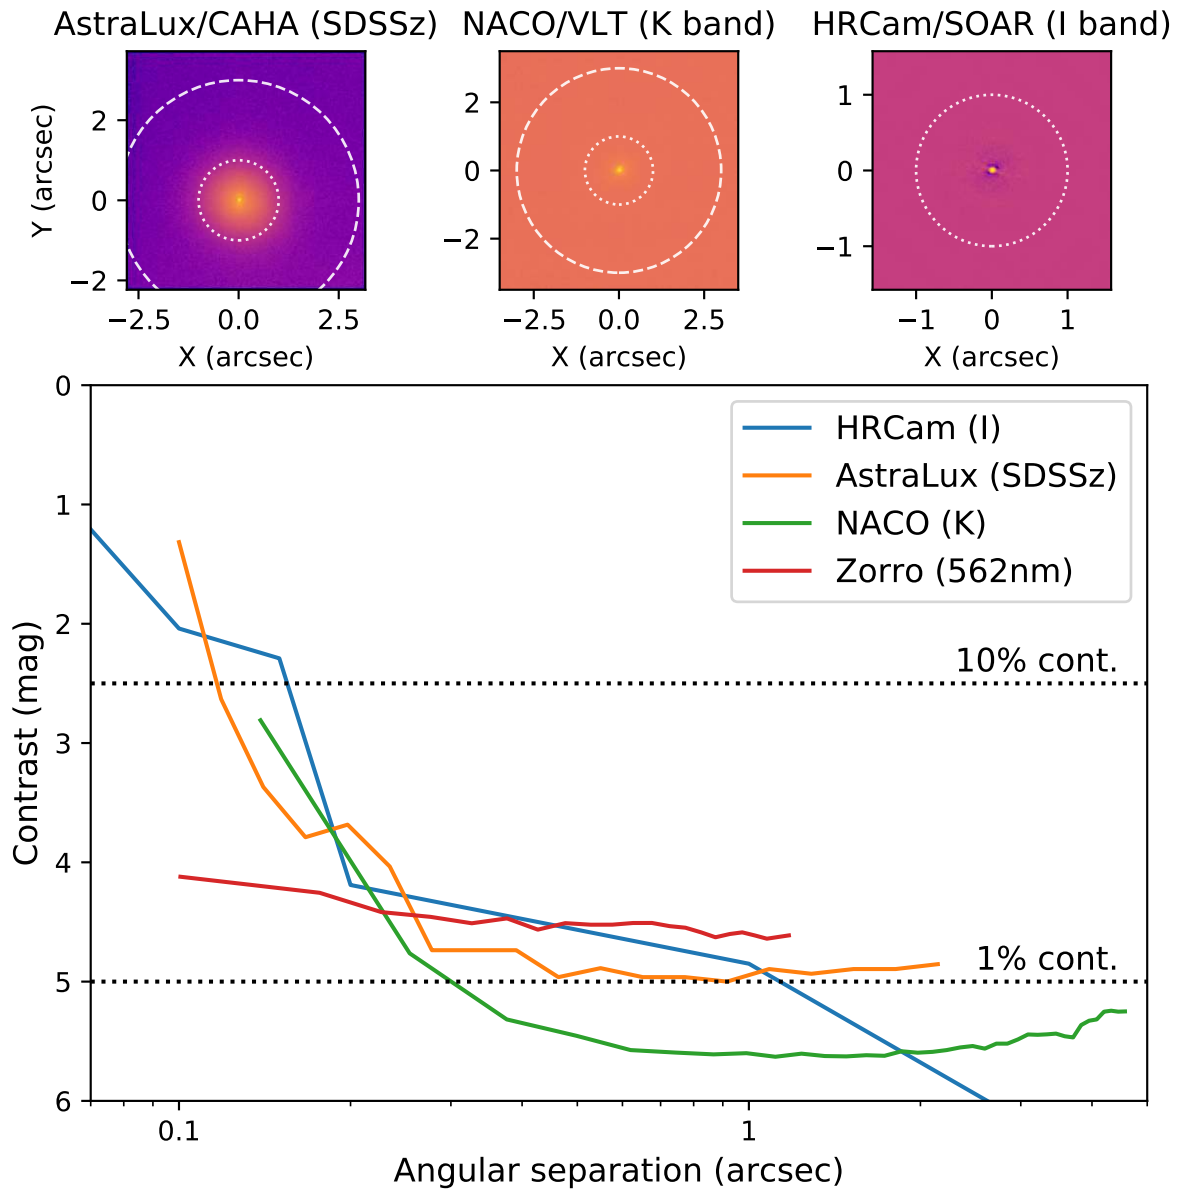 AstraLux/CAHA (SDSSz) NACO/VLT (K band) HRCam/SOAR (I band)
Y (arcsec)
2
0
−2
−2.5 0.0 2.5
X (arcsec)
2
0
−2
−2.5 0.0 2.5
X (arcsec)
1
0
−1
−1 0 1
X (arcsec)
Contrast (mag)
0
1
2
3
4
5
6
HRCam (I)
AstraLux (SDSSz)
NACO (K)
Zorro (562nm)
10% cont.
1% cont.
0.1 1
Angular separation (arcsec)